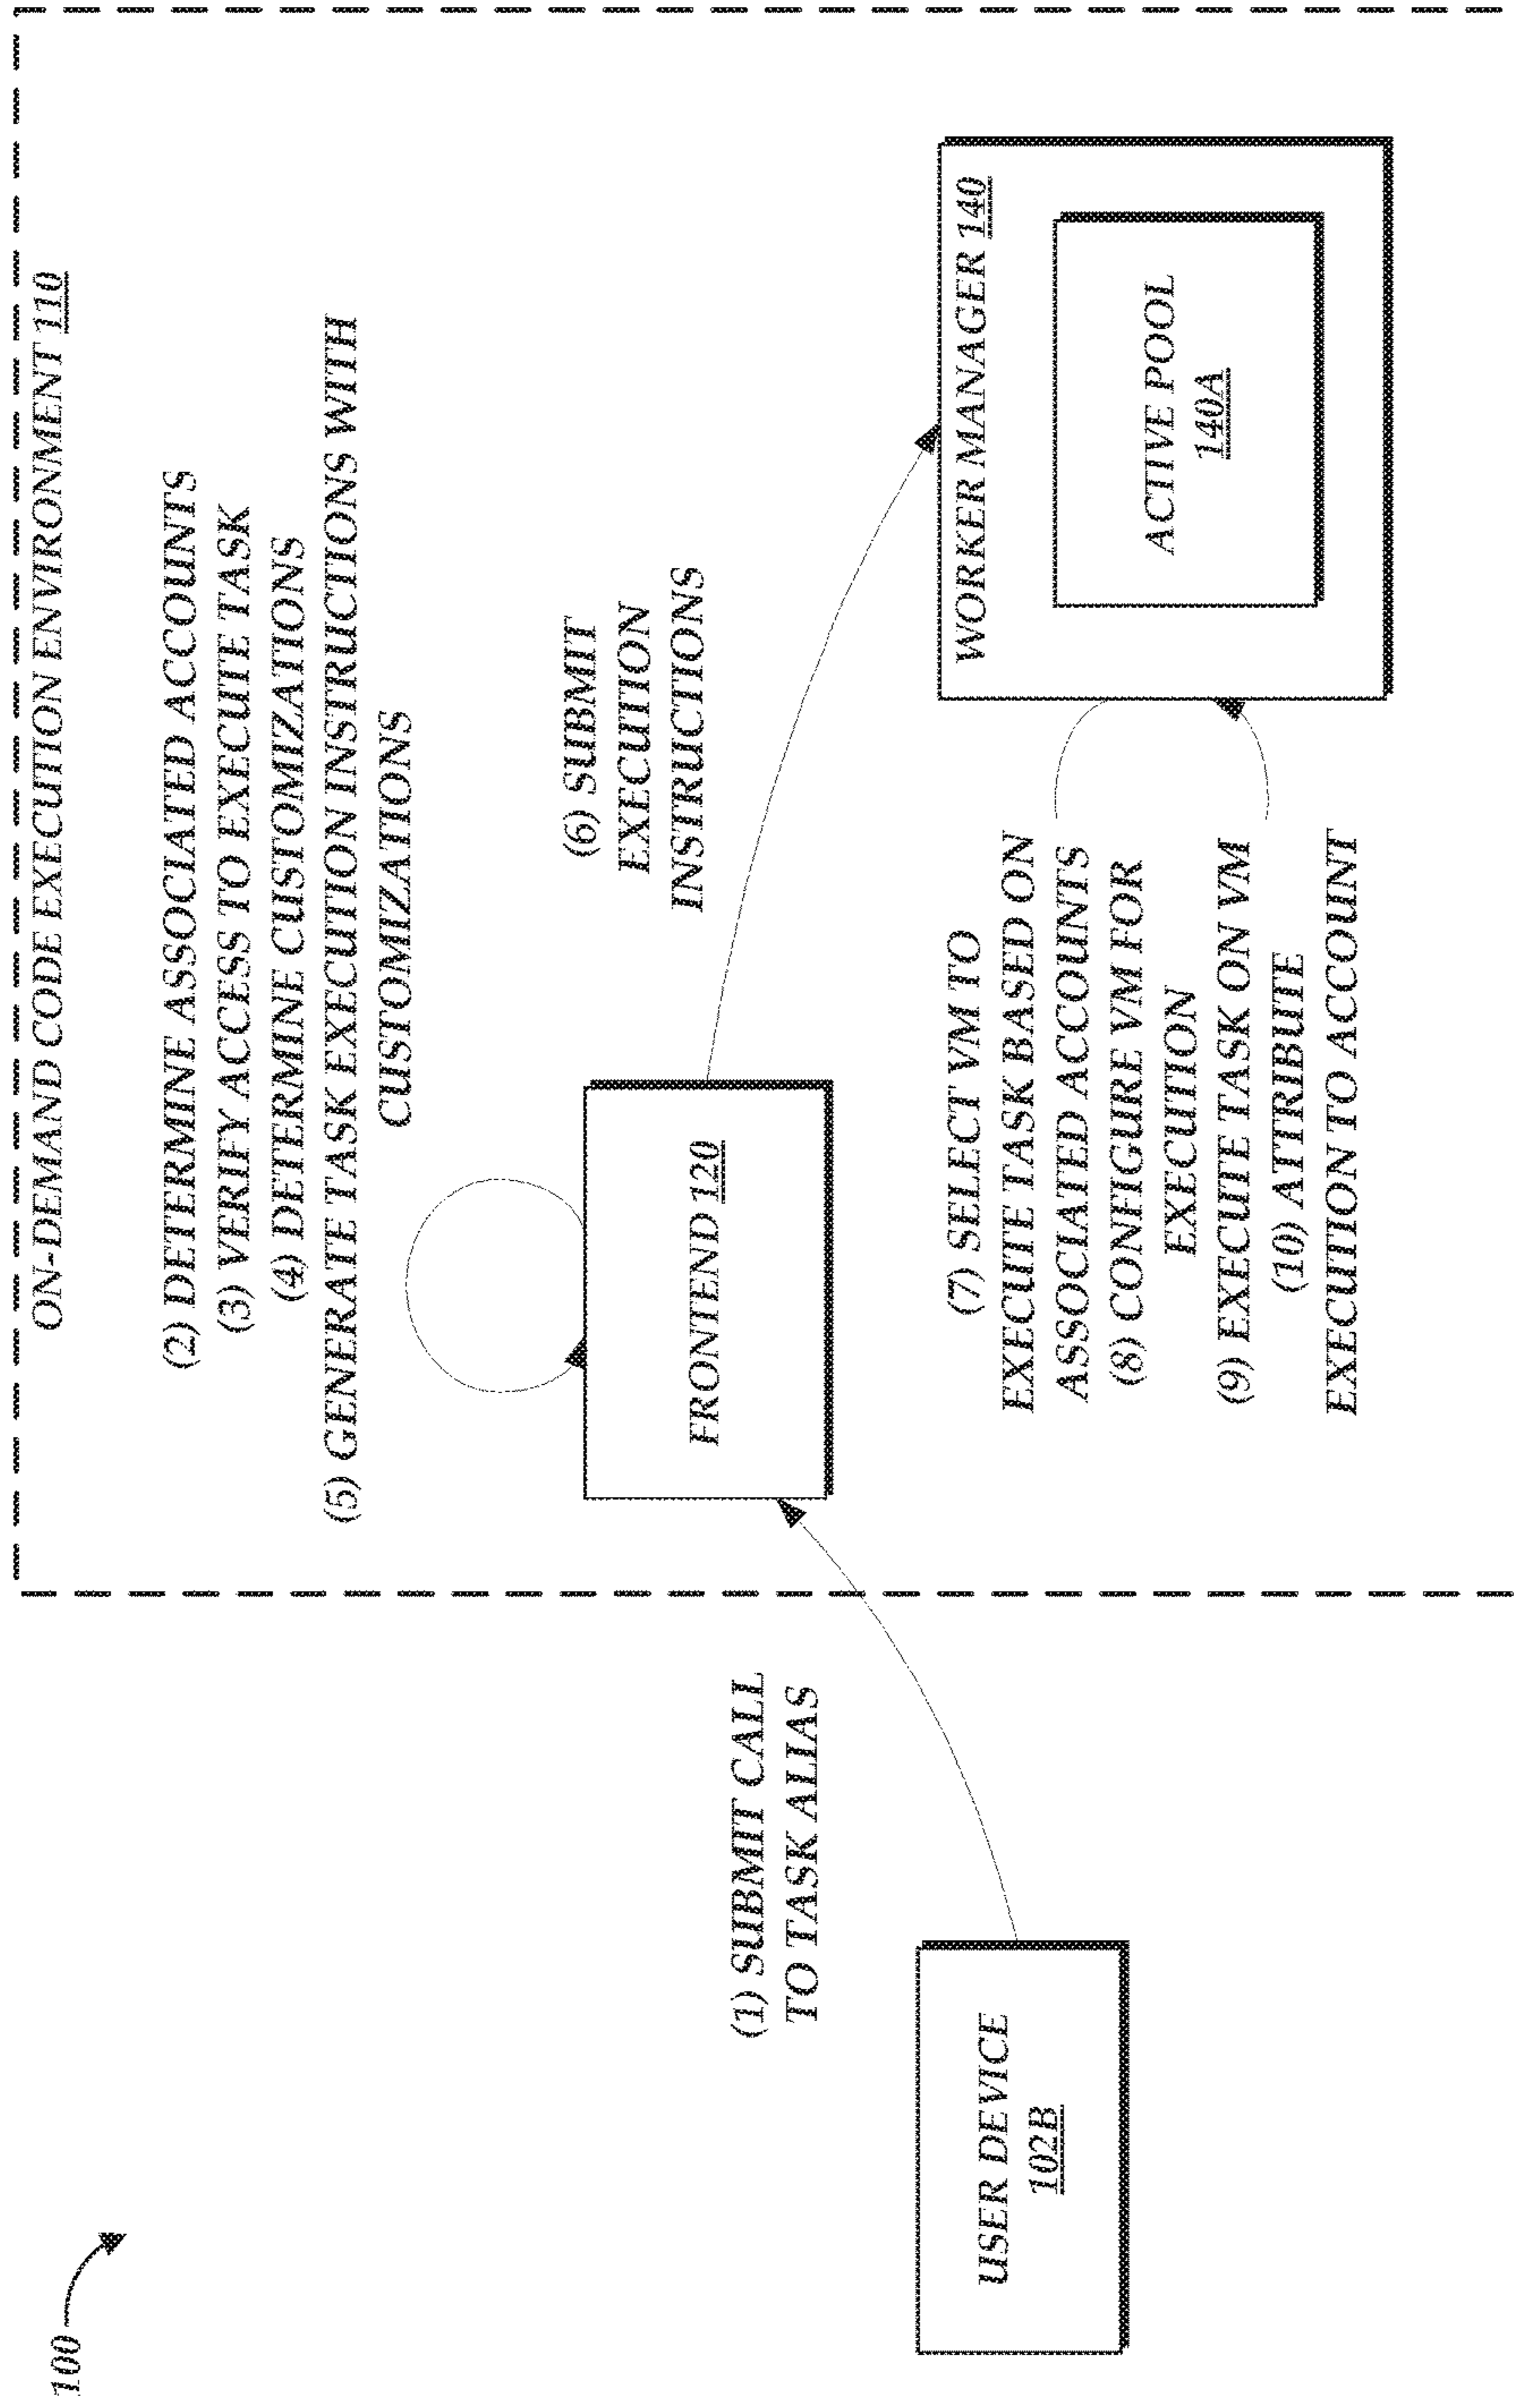 100
ON-DEMAND CODE EXECUTION ENVIRONMENT 110
(2) DETERMINE ASSOCIATED ACCOUNTS
(3) VERIFY ACCESS TO EXECUTE TASK
(4) DETERMINE CUSTOMIZATIONS
(5) GENERATE TASK EXECUTION INSTRUCTIONS WITH
CUSTOMIZATIONS
(6) SUBMIT
EXECUTION
INSTRUCTIONS
(1) SUBMIT CALL
TO TASK ALIAS
FRONTEND 120
USER DEVICE
102B
(7) SELECT VM TO
EXECUTE TASK BASED ON
ASSOCIATED ACCOUNTS
(8) CONFIGURE VM FOR
EXECUTION
(9) EXECUTE TASK ON VM
(10) ATTRIBUTE
EXECUTION TO ACCOUNT
WORKER MANAGER 140
ACTIVE POOL
140A